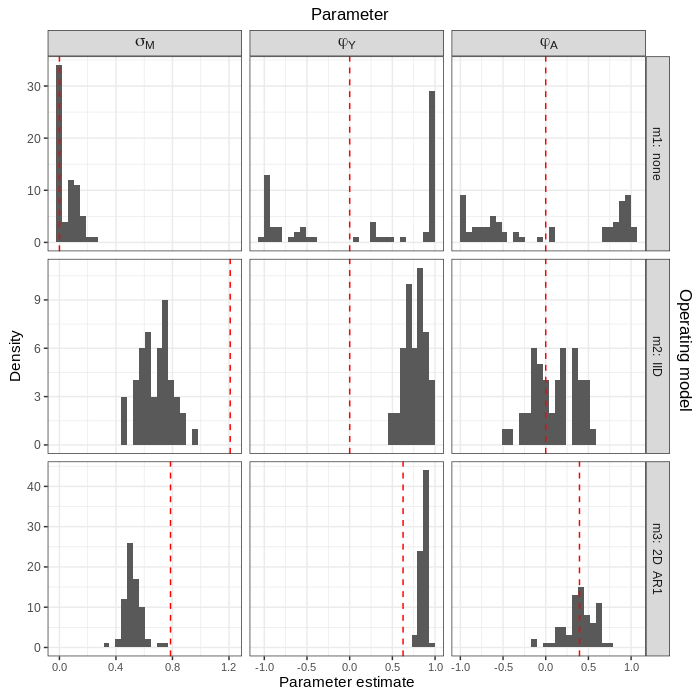 Parameter
σM
φY
φA
30
20
10
0
m1: none
9
6
3
0
m2: IID
40
30
20
10
0
m3: 2D AR1
Density
Operating model
0.0 0.4 0.8 1.2
-1.0 -0.5 0.0 0.5 1.0
-1.0 -0.5 0.0 0.5 1.0
Parameter estimate